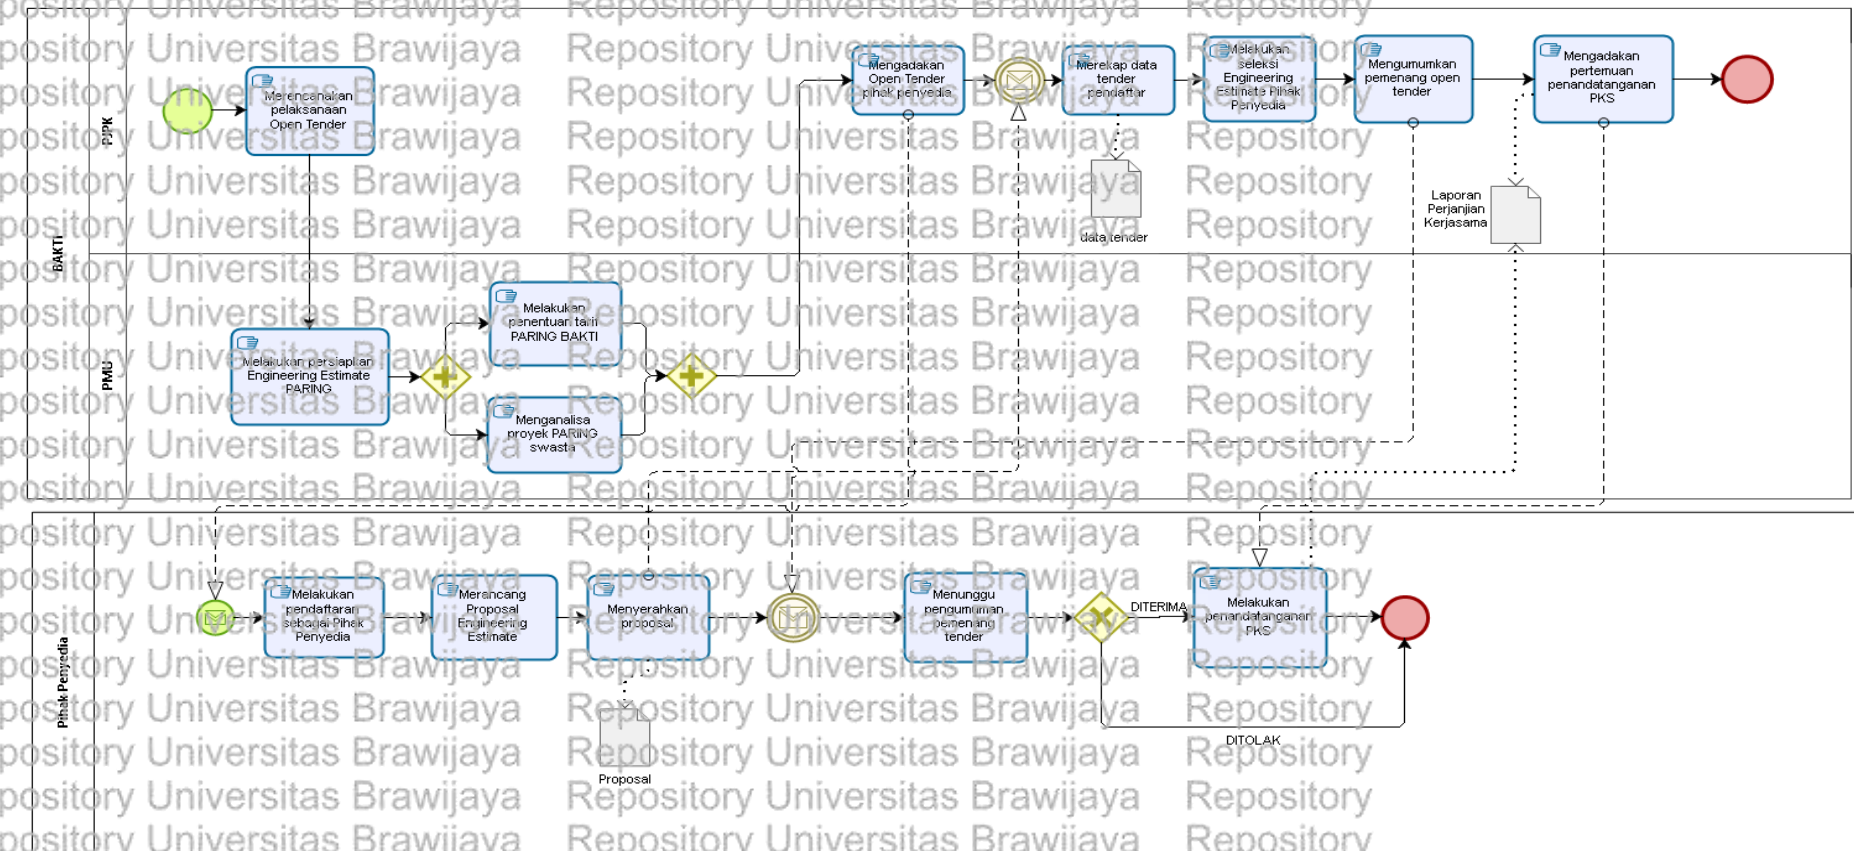 Repository Universitas Brawijaya
BAKTI
PJPK
Merencanakan
pelaksanaan
Open Tender
Mengadakan
Open Tender
pihak penyedia
Merekap data
tender
pendaftar
data tender
Melakukan
seleksi
Engineering
Estimate Pihak
Penyedia
Mengumumkan
pemenang open
tender
Mengadakan
pertemuan
penandatanganan
PKS
Laporan
Perjanjian
Kerjasama
PMU
Melakukan persiapkan
Engineering Estimate
PARING
Melakukan
penentuan tarif
PARING BAKTI
Menganalisa
proyek PARING
swasta
Pihak Penyedia
Melakukan
pendaftaran
sebagai Pihak
Penyedia
Merancang
Proposal
Engineering
Estimate
Menyerahkan
proposal
Proposal
Menunggu
pengumuman
pemenang
tender
DITERIMA
Melakukan
penandatanganan
PKS
DITOLAK